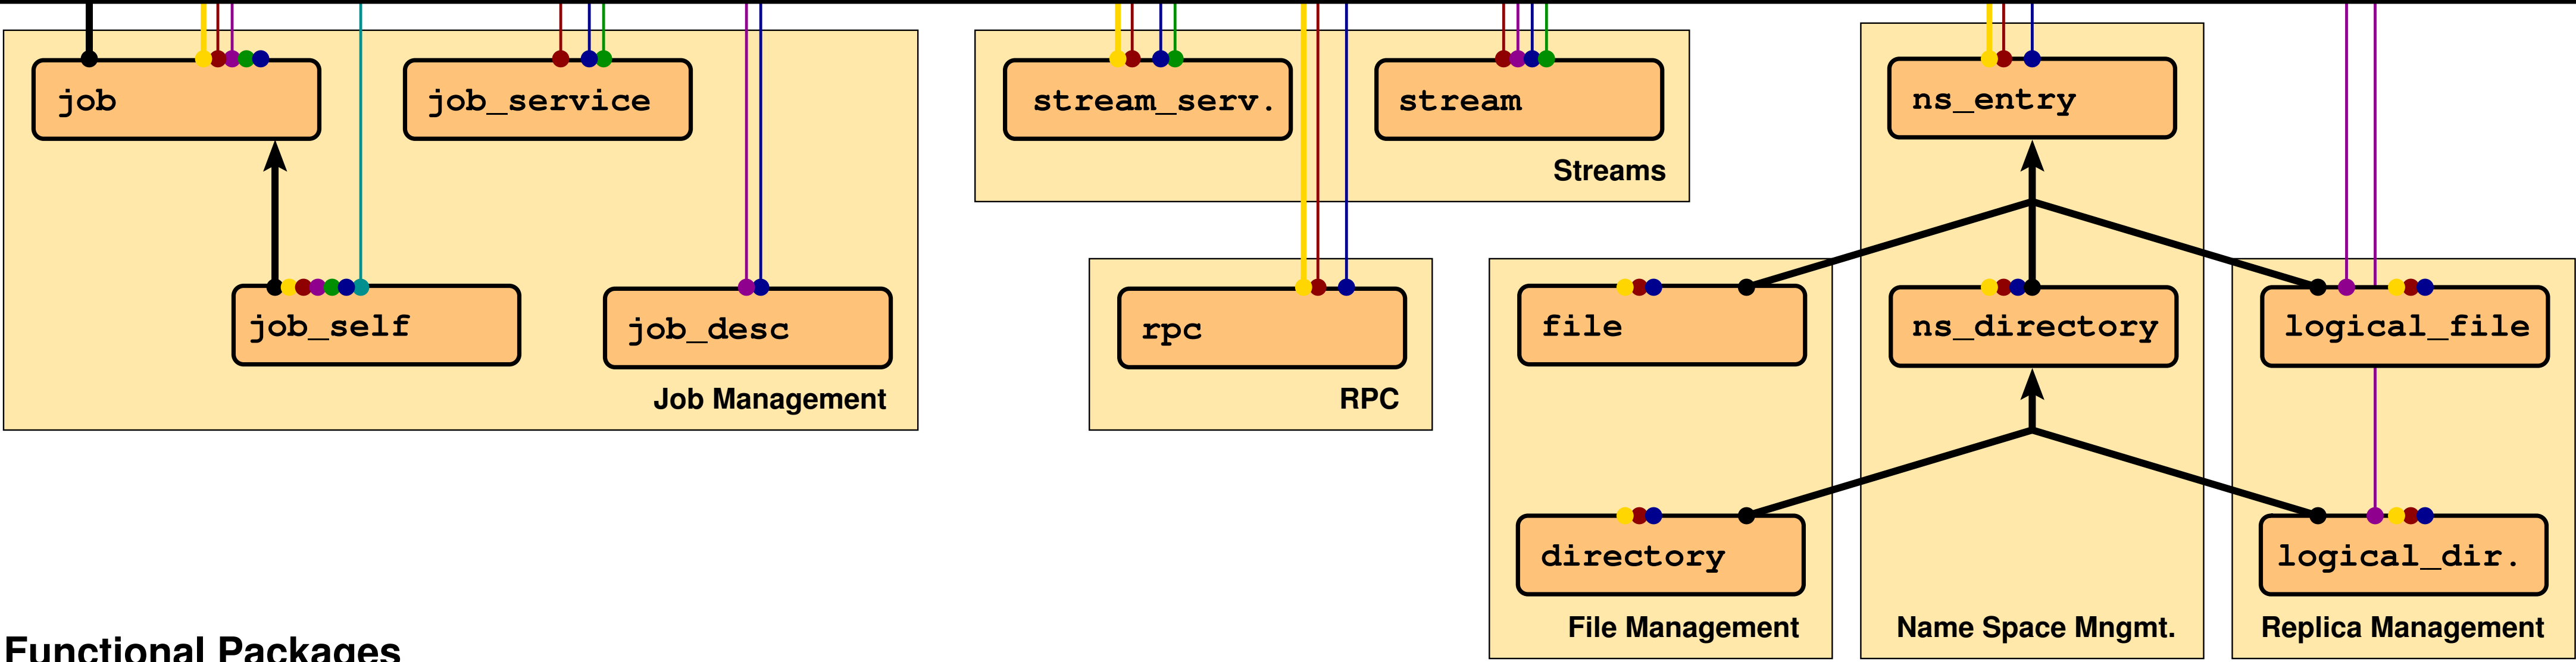 job
job_service
job_self
job_desc
Job Management
stream_serv.
stream
Streams
rpc
RPC
ns_entry
file
ns_directory
logical_file
directory
logical_dir.
File Management
Name Space Mngmt.
Replica Management
Functional Packages